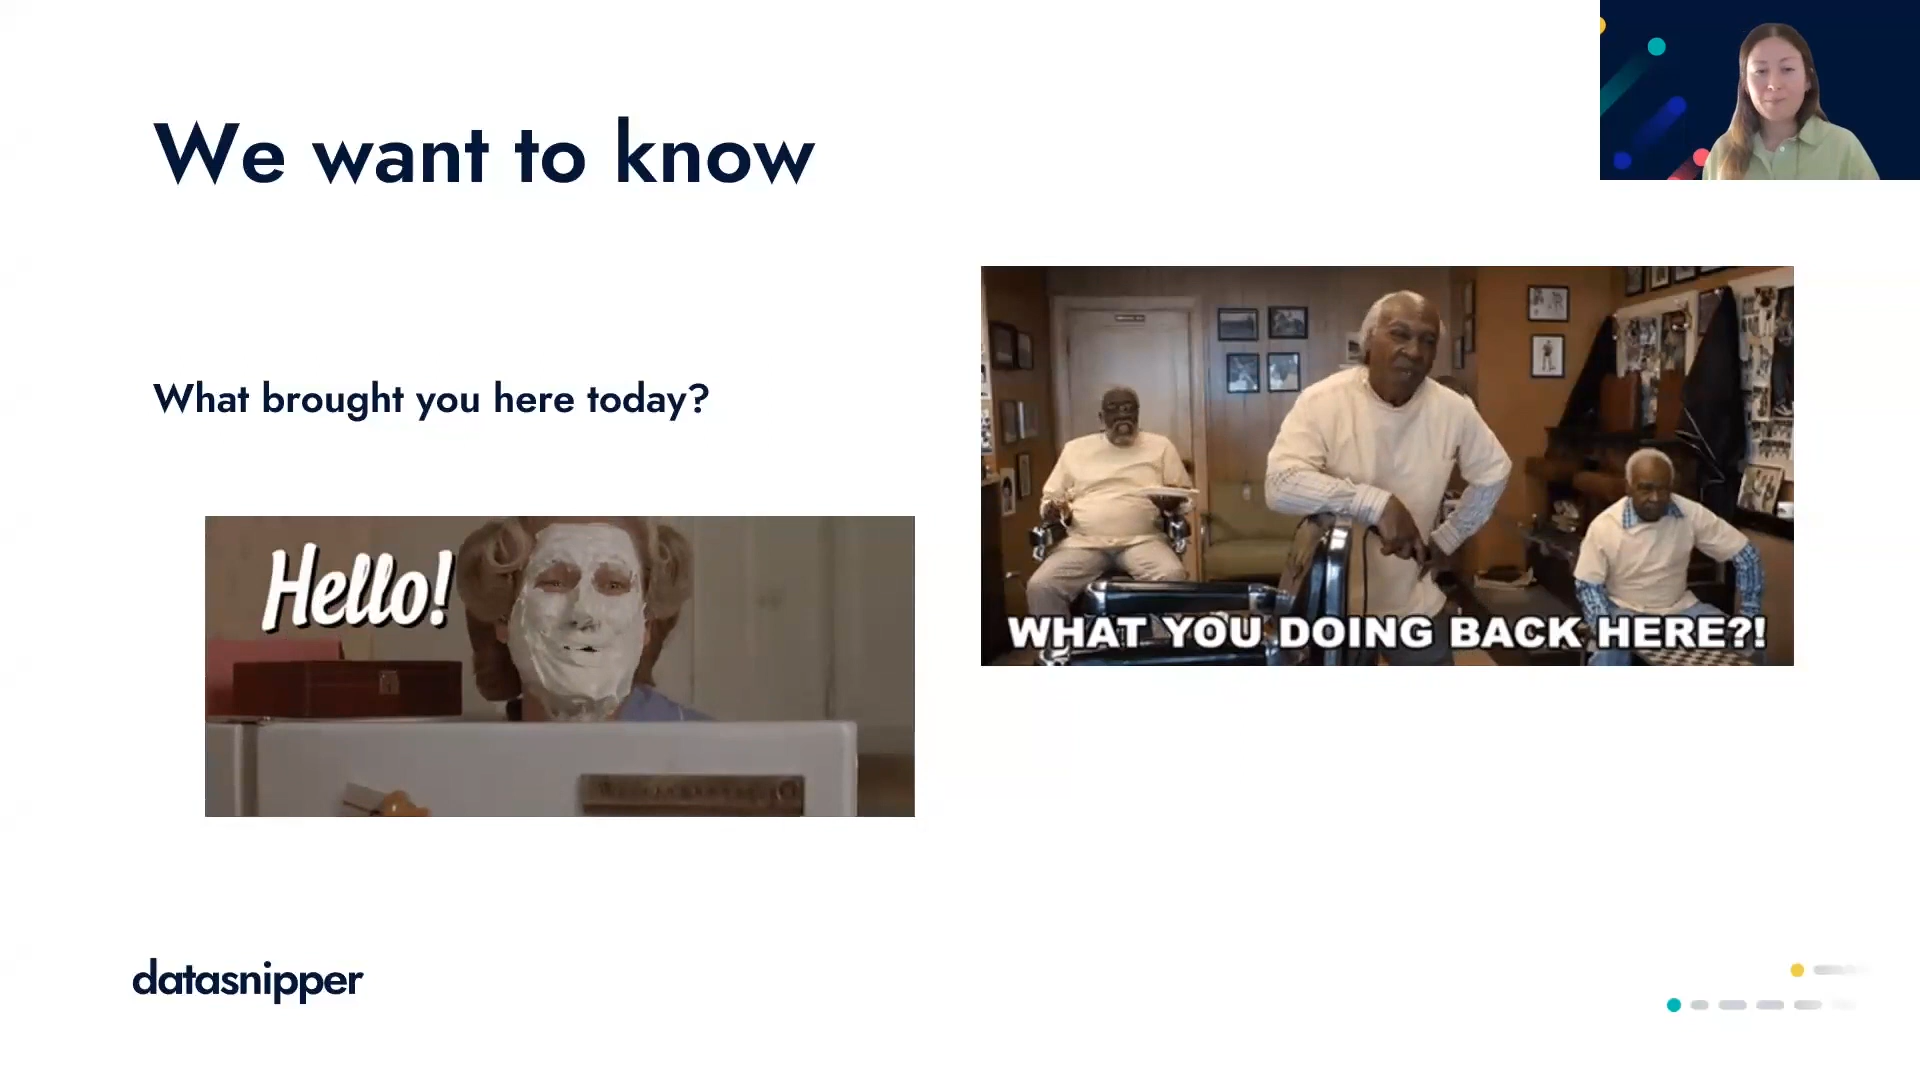 We want to know
What brought you here today?
Hello!
WHAT YOU DOING BACK HERE?!
datasnipper